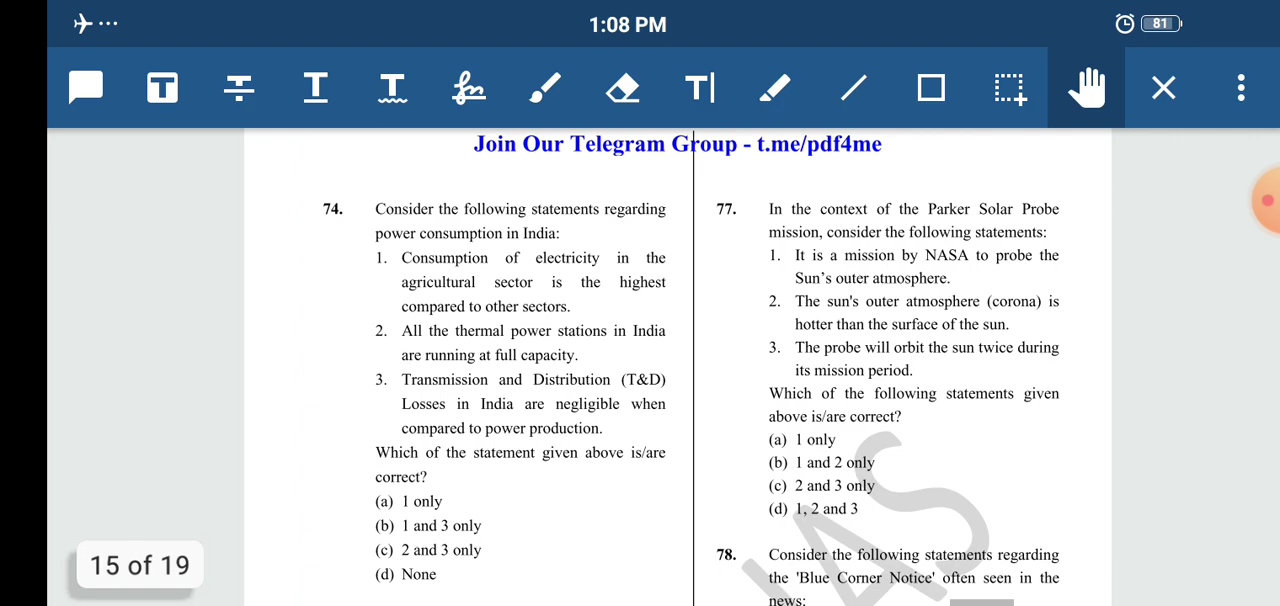 1:08 PM
81
Join Our Telegram Group - t.me/pdf4me
74. Consider the following statements regarding
power consumption in India:
1. Consumption of electricity in the
agricultural sector is the highest
compared to other sectors.
2. All the thermal power stations in India
are running at full capacity.
3. Transmission and Distribution (T&D)
Losses in India are negligible when
compared to power production.
Which of the statement given above is/are
correct?
(a) 1 only
(b) 1 and 3 only
(c) 2 and 3 only
(d) None
77. In the context of the Parker Solar Probe
mission, consider the following statements:
1. It is a mission by NASA to probe the
Sun's outer atmosphere.
2. The sun's outer atmosphere (corona) is
hotter than the surface of the sun.
3. The probe will orbit the sun twice during
its mission period.
Which of the following statements given
above is/are correct?
(a) 1 only
(b) 1 and 2 only
(c) 2 and 3 only
(d) 1, 2 and 3
78. Consider the following statements regarding
the 'Blue Corner Notice' often seen in the
news:
IAS
15 of 19